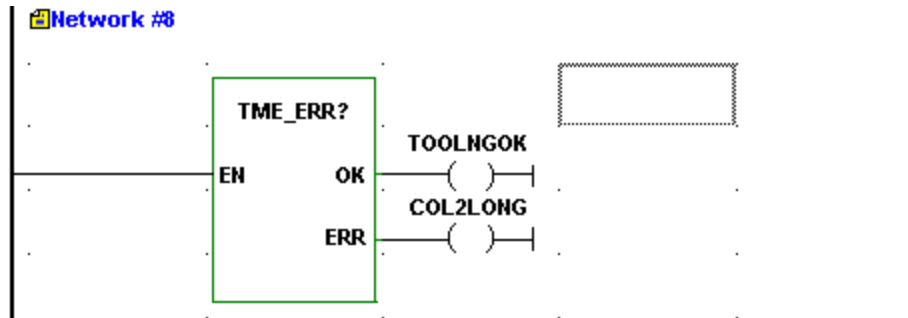 Network #8
TME_ERR?
TOOLNGOK
EN OK
COL2LONG
ERR